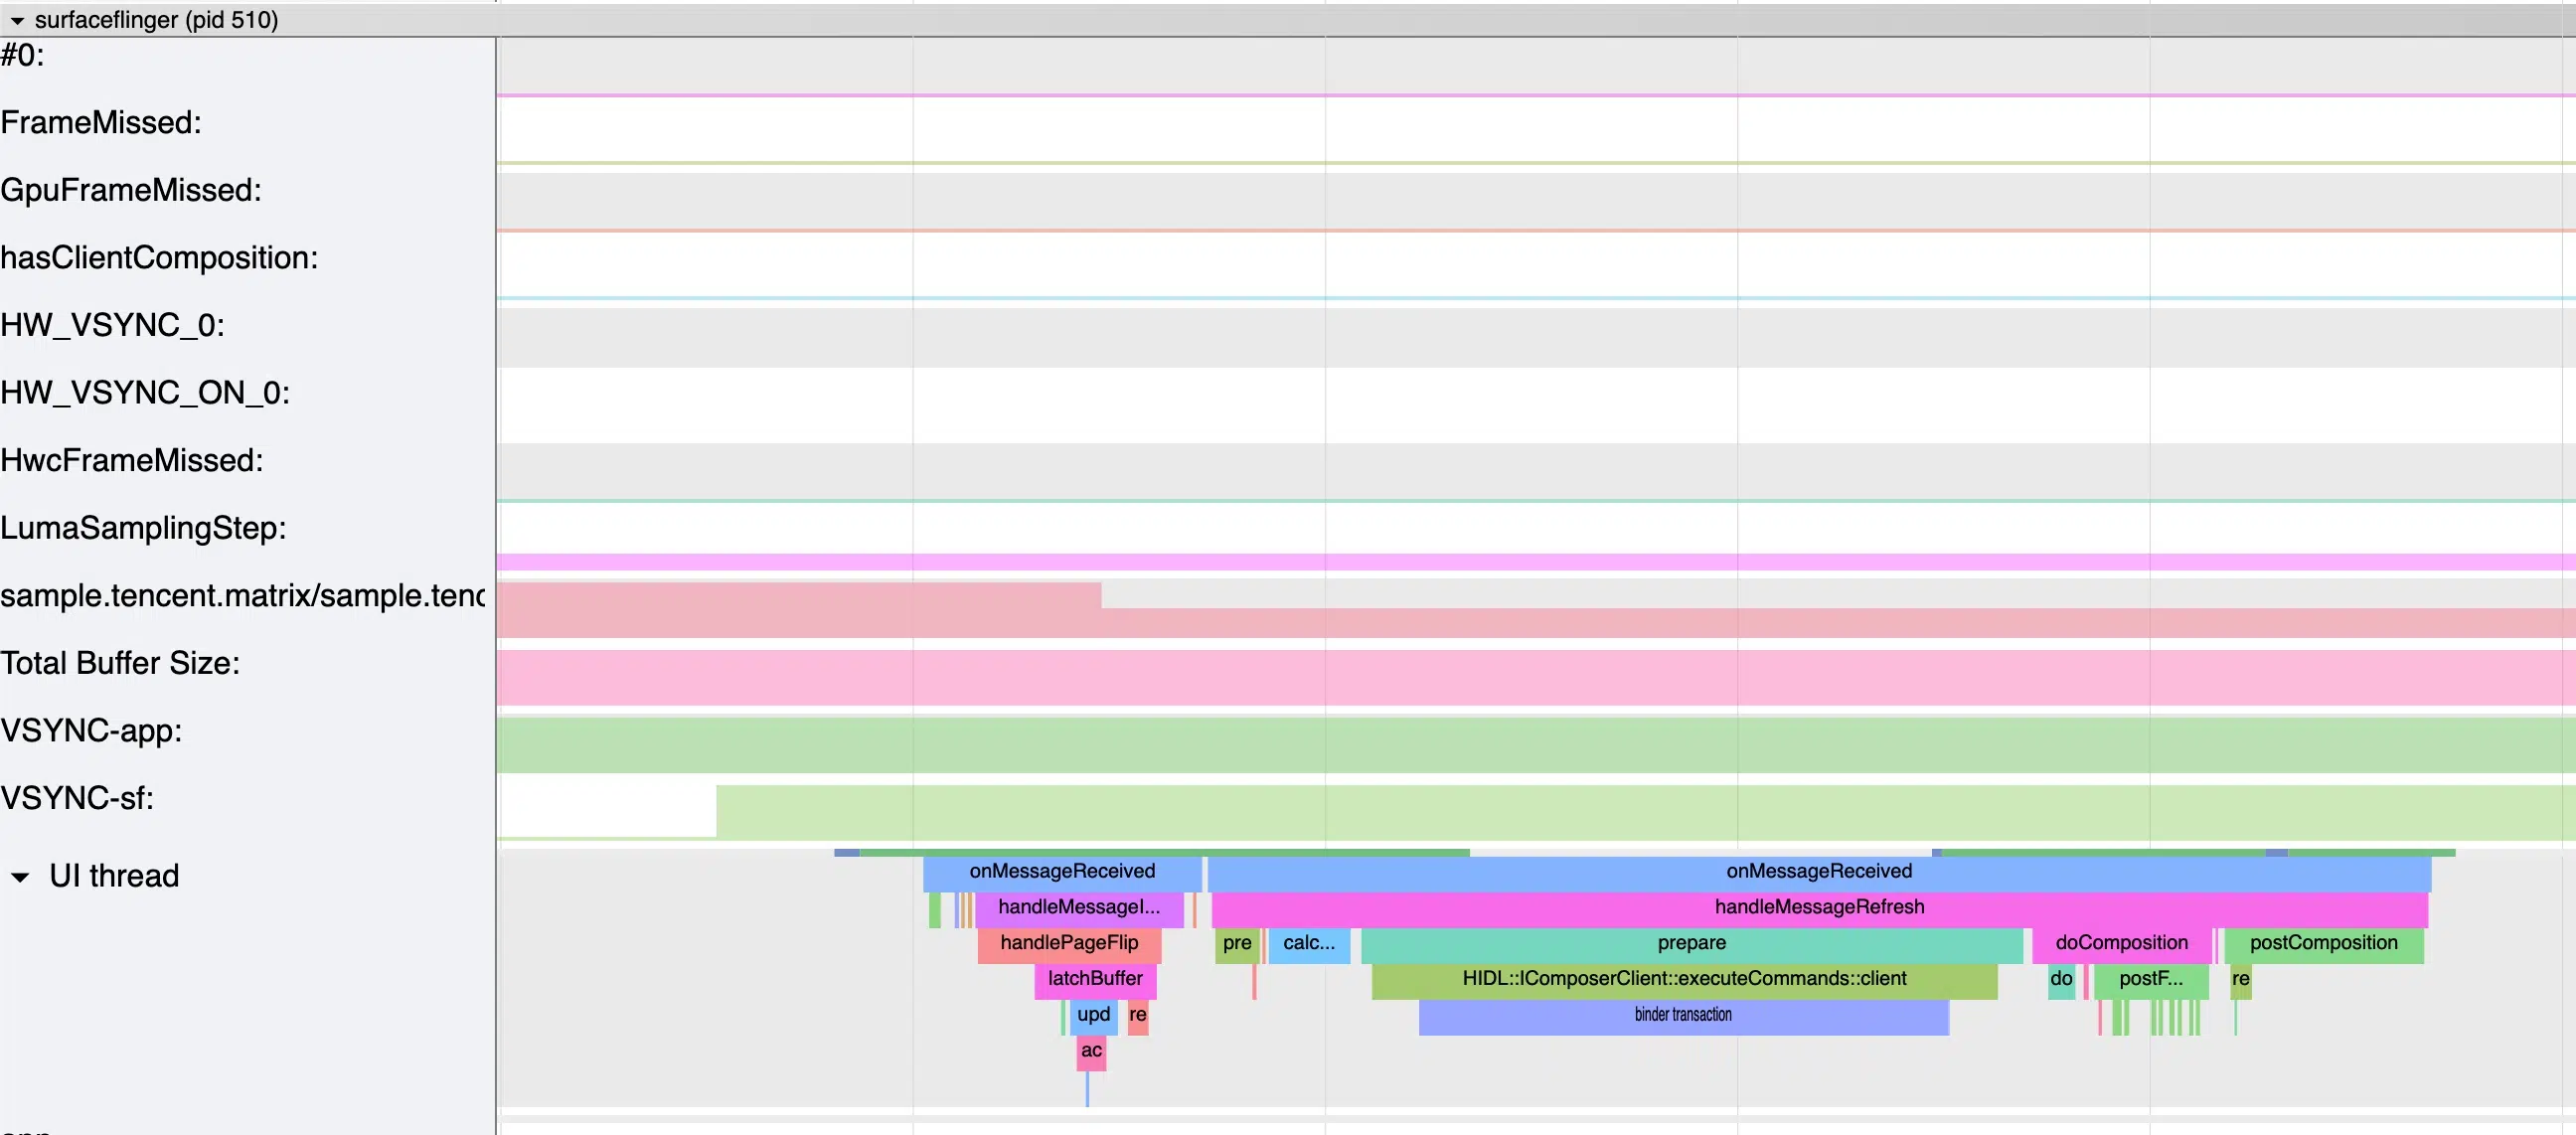 surfaceflinger (pid 510)
#0:
FrameMissed:
GpuFrameMissed:
hasClientComposition:
HW_VSYNC_0:
HW_VSYNC_ON_0:
HwcFrameMissed:
LumaSamplingStep:
sample.tencent.matrix/sample.tenc
Total Buffer Size:
VSYNC-app:
VSYNC-sf:
UI thread
onMessageReceived onMessageReceived
handleMessageI... handleMessageRefresh
handlePageFlip pre calc... prepare doComposition postComposition
latchBuffer HIDL::IComposerClient::executeCommands::client do postF... re
upd re binder transaction
ac